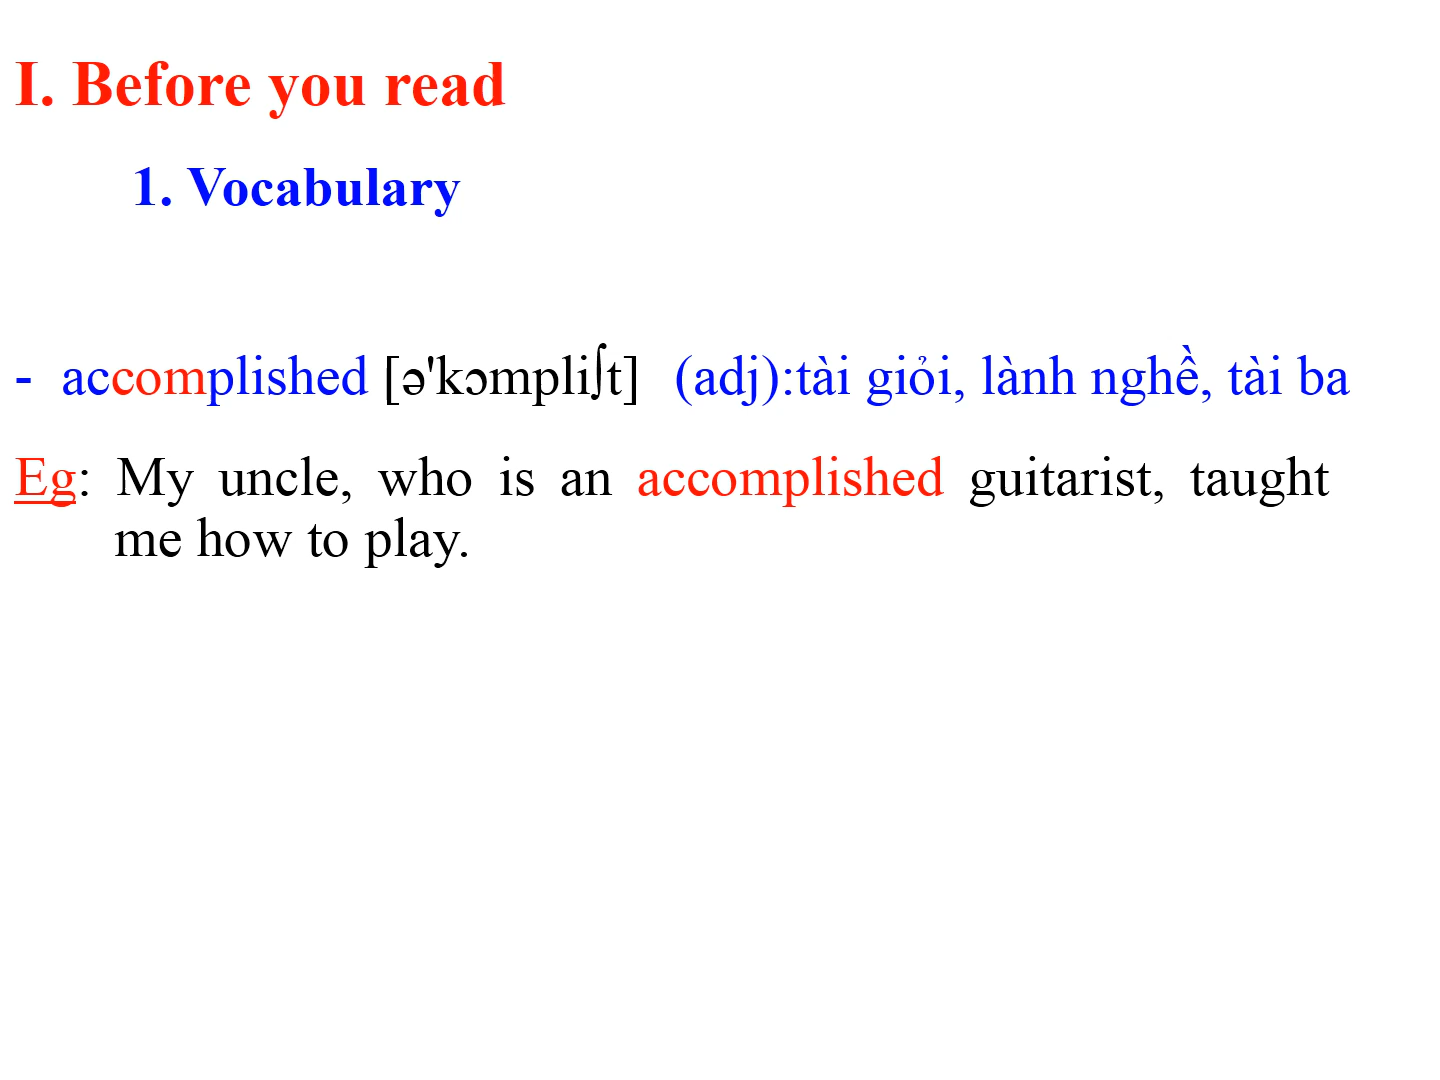 I. Before you read
1. Vocabulary
- accomplished [ə'kɔmpli∫t] (adj):tài giỏi, lành nghề, tài ba
Eg: My uncle, who is an accomplished guitarist, taught
me how to play.